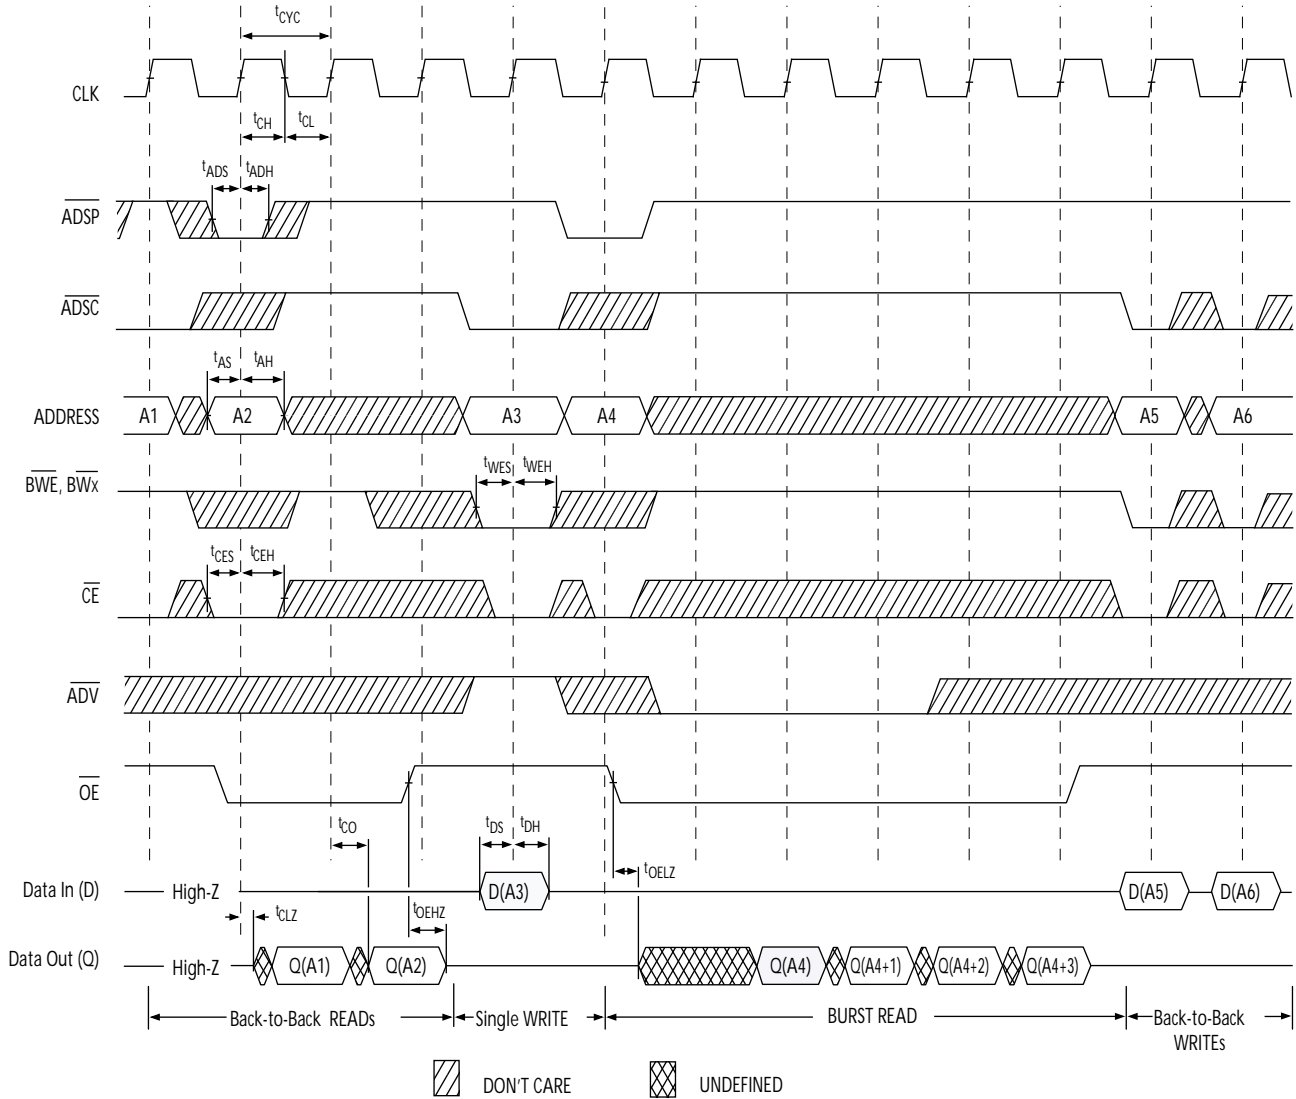 tCYC
CLK
tCH tCL
tADS tADH
ADSP
ADSC
tAS tAH
ADDRESS A1 A2 A3 A4 A5 A6
tWES tWEH
BWE, BWx
tCES tCEH
CE
ADV
OE
tCO tDS tDH
tOELZ
Data In (D) High-Z D(A3) D(A5) D(A6)
tCLZ tOEHZ
Data Out (Q) High-Z Q(A1) Q(A2) Q(A4) Q(A4+1) Q(A4+2) Q(A4+3)
Back-to-Back READs Single WRITE BURST READ Back-to-Back
WRITEs
DON'T CARE UNDEFINED